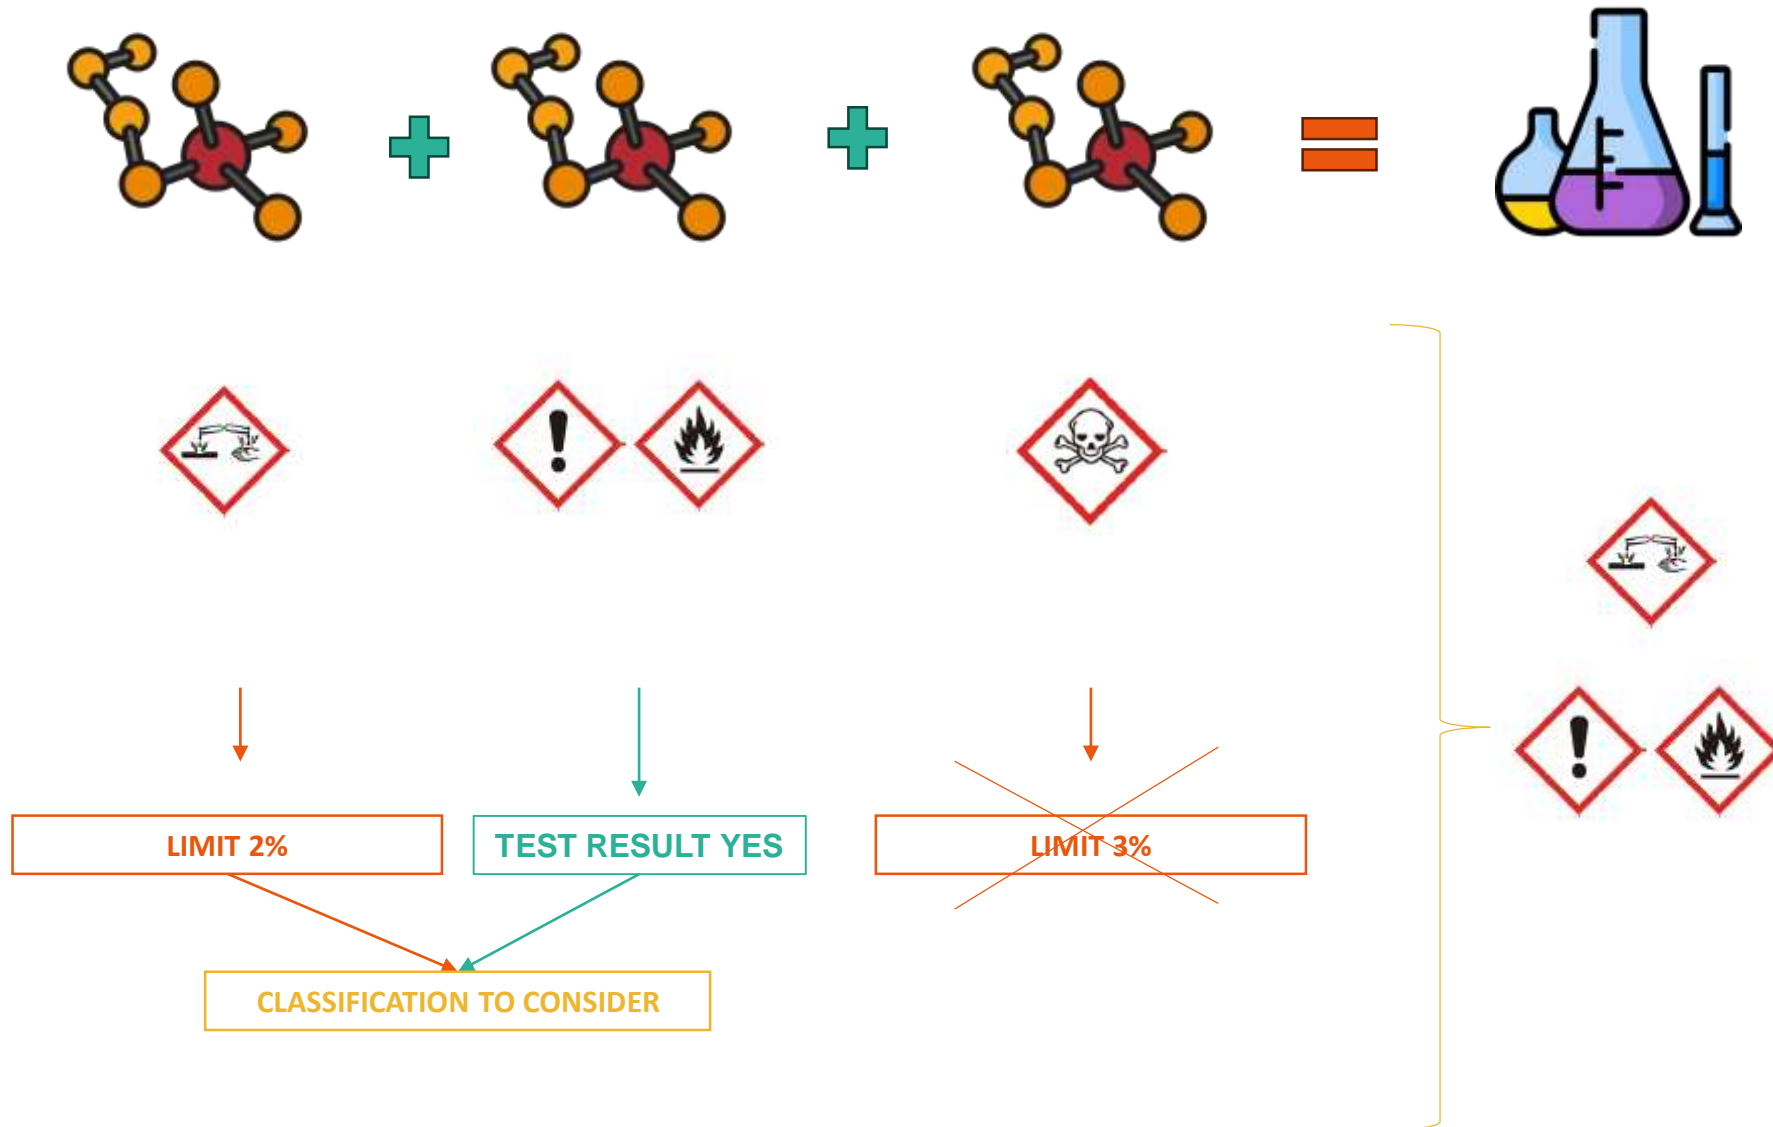 LIMIT 2%
TEST RESULT YES
LIMIT 3%
CLASSIFICATION TO CONSIDER